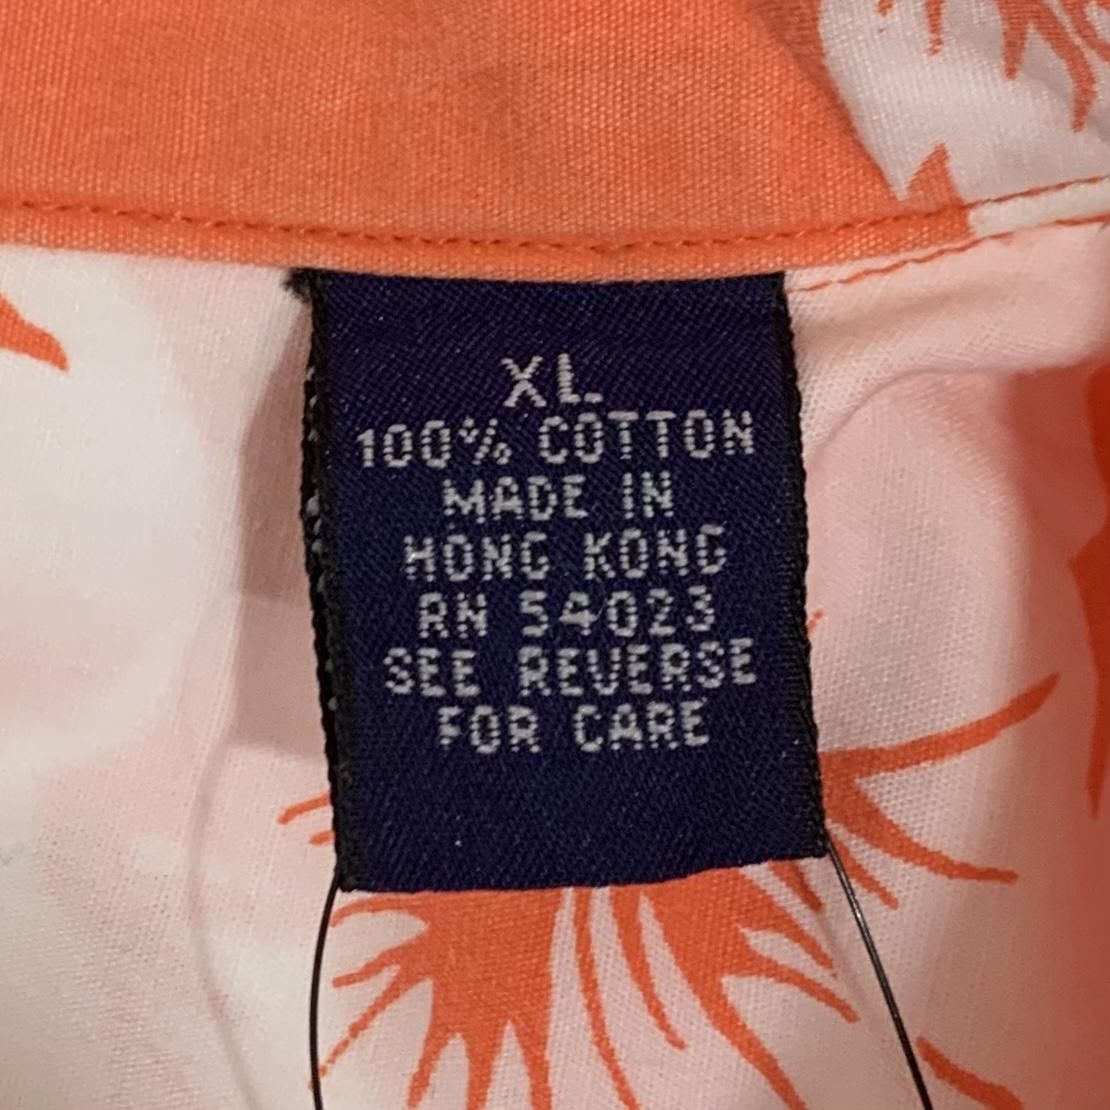 XL
100% COTTON
MADE IN
HONG KONG
RN 54023
SEE REVERSE
FOR CARE